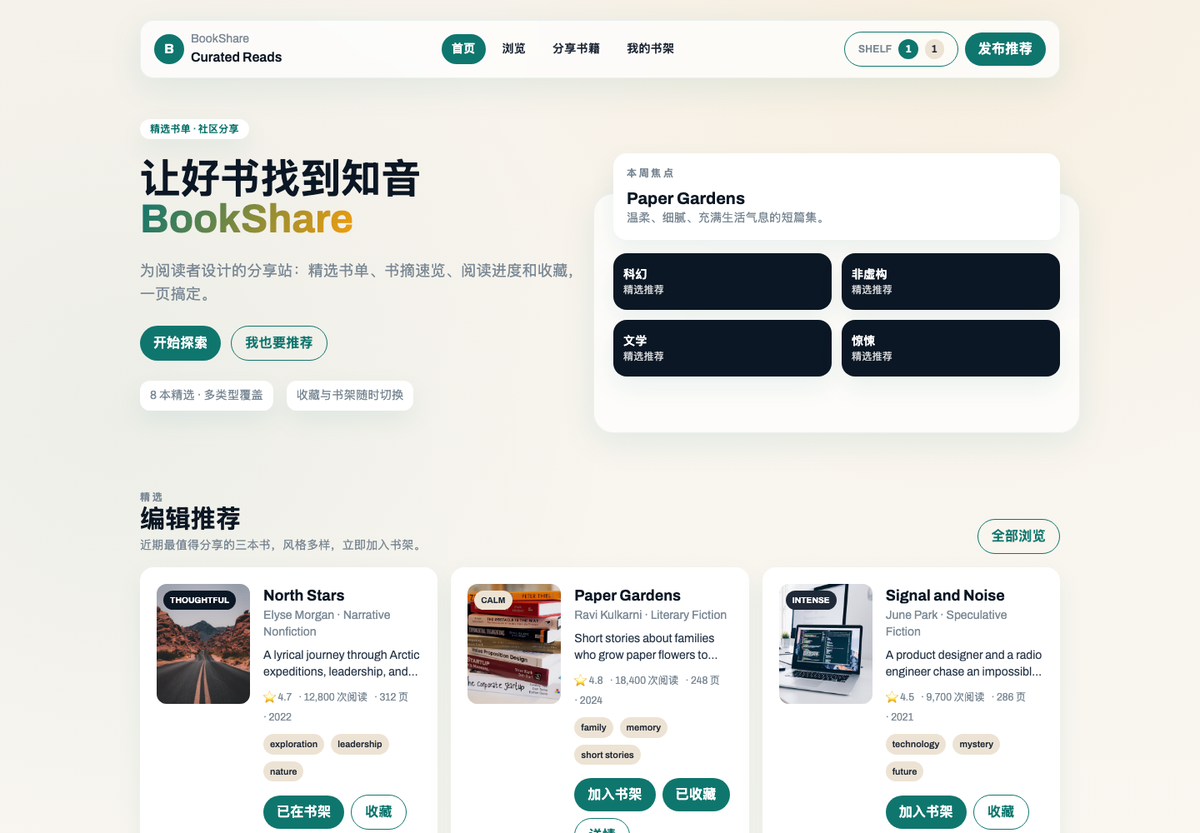 B
BookShare
Curated Reads
首页
浏览
分享书籍
我的书架
SHELF 1 1
发布推荐
精选书单 · 社区分享
让好书找到知音
BookShare
为阅读者设计的分享站：精选书单、书摘速览、阅读进度和收藏，
一页搞定。
开始探索
我也要推荐
8 本精选 · 多类型覆盖
收藏与书架随时切换
本周焦点
Paper Gardens
温柔、细腻、充满生活气息的短篇集。
科幻
精选推荐
非虚构
精选推荐
文学
精选推荐
惊悚
精选推荐
精选
编辑推荐
近期最值得分享的三本书，风格多样，立即加入书架。
全部浏览
THOUGHTFUL
North Stars
Elyse Morgan · Narrative
Nonfiction
A lyrical journey through Arctic
expeditions, leadership, and...
⭐ 4.7 · 12,800 次阅读 · 312 页
· 2022
exploration
leadership
nature
已在书架
收藏
CALM
Paper Gardens
Ravi Kulkarni · Literary Fiction
Short stories about families
who grow paper flowers to...
⭐ 4.8 · 18,400 次阅读 · 248 页
· 2024
family
memory
short stories
加入书架
已收藏
详情
INTENSE
Signal and Noise
June Park · Speculative
Fiction
A product designer and a radio
engineer chase an impossibl...
⭐ 4.5 · 9,700 次阅读 · 286 页
· 2021
technology
mystery
future
加入书架
收藏